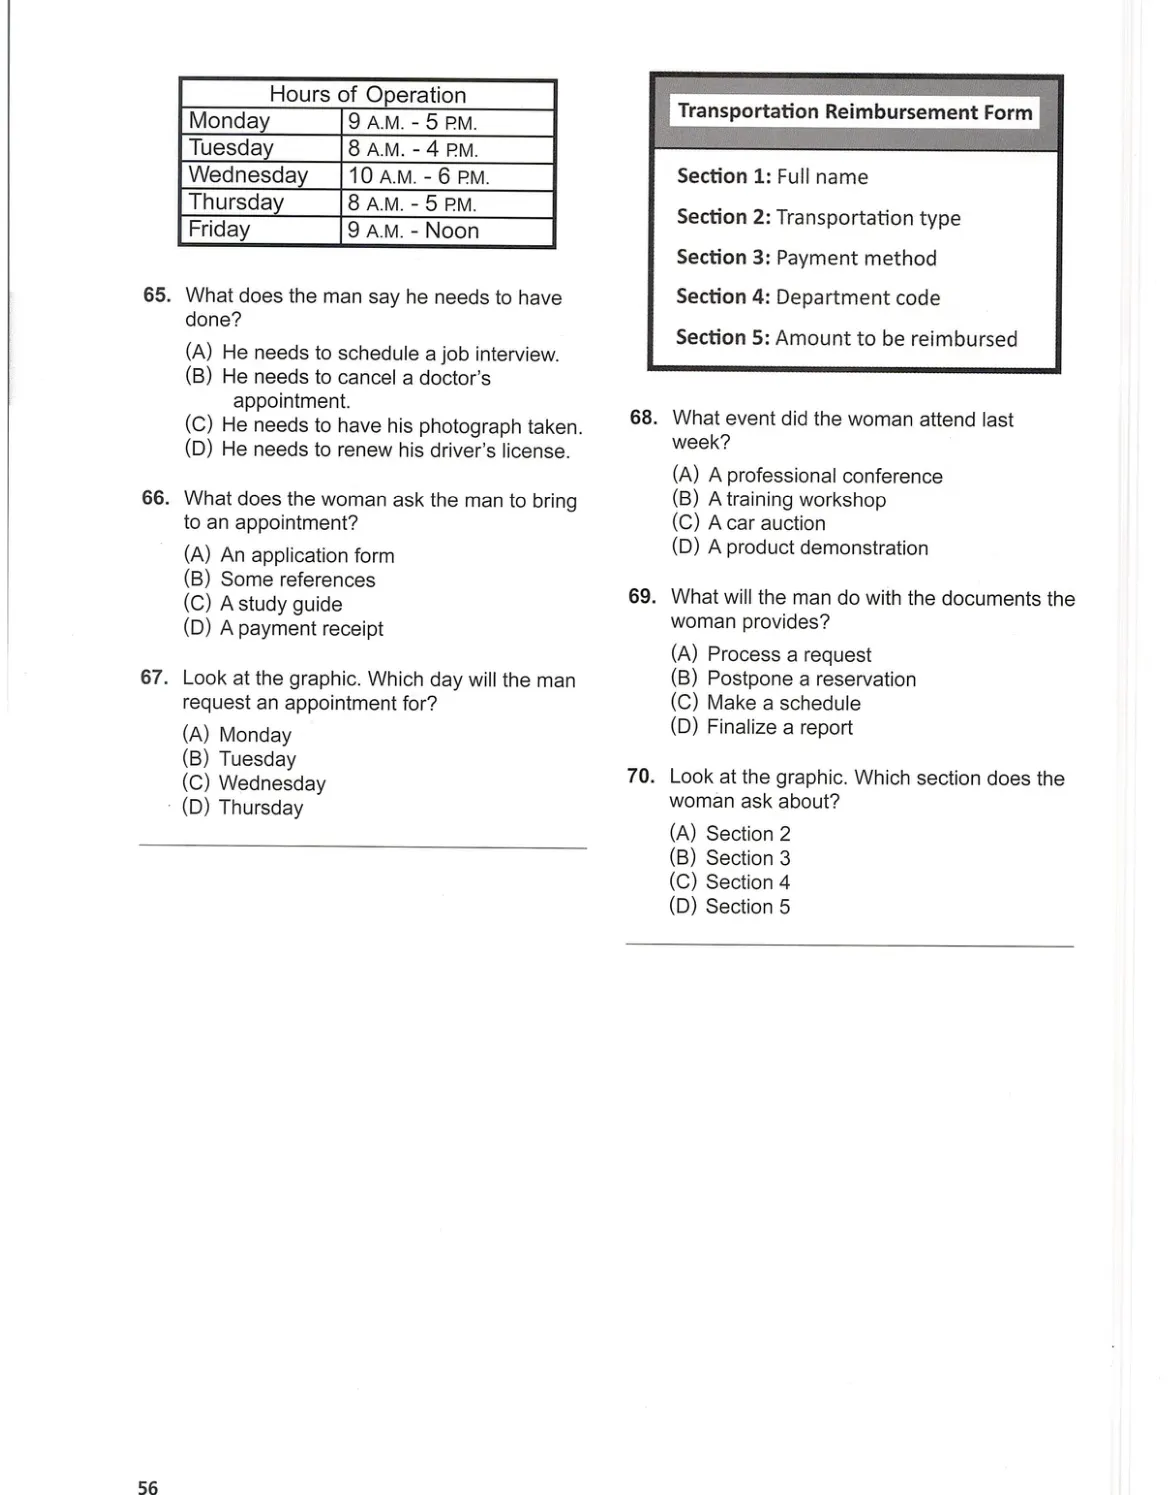 Hours of Operation
Monday 9 A.M. - 5 P.M.
Tuesday 8 A.M. - 4 P.M.
Wednesday 10 A.M. - 6 P.M.
Thursday 8 A.M. - 5 P.M.
Friday 9 A.M. - Noon
65. What does the man say he needs to have
done?
(A) He needs to schedule a job interview.
(B) He needs to cancel a doctor's
appointment.
(C) He needs to have his photograph taken.
(D) He needs to renew his driver's license.
66. What does the woman ask the man to bring
to an appointment?
(A) An application form
(B) Some references
(C) A study guide
(D) A payment receipt
67. Look at the graphic. Which day will the man
request an appointment for?
(A) Monday
(B) Tuesday
(C) Wednesday
(D) Thursday
Transportation Reimbursement Form
Section 1: Full name
Section 2: Transportation type
Section 3: Payment method
Section 4: Department code
Section 5: Amount to be reimbursed
68. What event did the woman attend last
week?
(A) A professional conference
(B) A training workshop
(C) A car auction
(D) A product demonstration
69. What will the man do with the documents the
woman provides?
(A) Process a request
(B) Postpone a reservation
(C) Make a schedule
(D) Finalize a report
70. Look at the graphic. Which section does the
woman ask about?
(A) Section 2
(B) Section 3
(C) Section 4
(D) Section 5
56